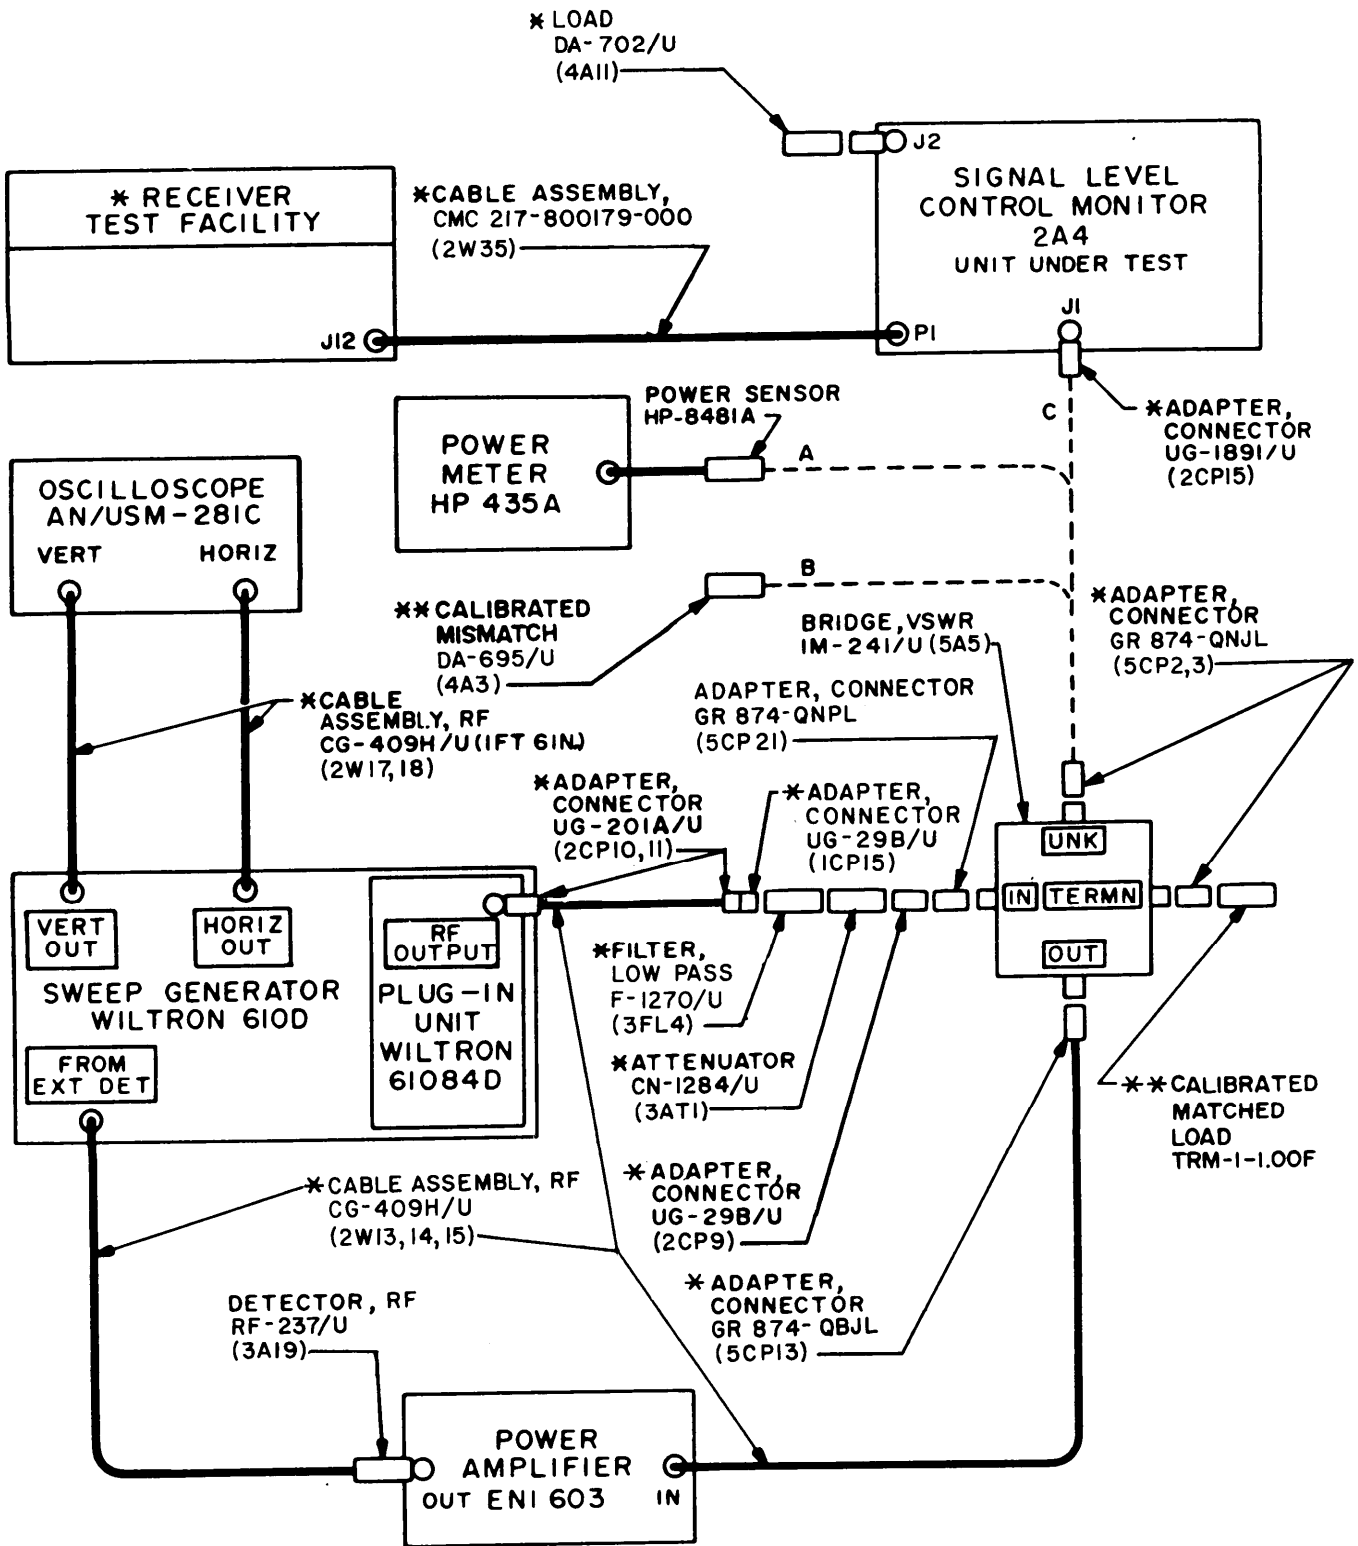 * LOAD
DA-702/U
(4A11)
J2
SIGNAL LEVEL
CONTROL MONITOR
2A4
UNIT UNDER TEST
J1
P1
* RECEIVER
TEST FACILITY
J12
*CABLE ASSEMBLY,
CMC 217-800179-000
(2W35)
POWER SENSOR
HP-8481A
POWER
METER
HP 435A
A
B
C
*ADAPTER,
CONNECTOR
UG-1891/U
(2CP15)
OSCILLOSCOPE
AN/USM-281C
VERT
HORIZ
**CALIBRATED
MISMATCH
DA-695/U
(4A3)
BRIDGE, VSWR
IM-241/U (5A5)
*ADAPTER,
CONNECTOR
GR 874-QNJL
(5CP2,3)
ADAPTER, CONNECTOR
GR 874-QNPL
(5CP21)
*CABLE
ASSEMBLY, RF
CG-409H/U (1FT 6IN.)
(2W17,18)
*ADAPTER,
CONNECTOR
UG-201A/U
(2CP10,11)
*ADAPTER,
CONNECTOR
UG-29B/U
(1CP15)
UNK
IN
TERMN
OUT
VERT
OUT
HORIZ
OUT
RF
OUTPUT
SWEEP GENERATOR
WILTRON 610D
PLUG-IN
UNIT
WILTRON
61084D
FROM
EXT DET
*FILTER,
LOW PASS
F-1270/U
(3FL4)
*ATTENUATOR
CN-1284/U
(3AT1)
**CALIBRATED
MATCHED
LOAD
TRM-1-1.00F
*CABLE ASSEMBLY, RF
CG-409H/U
(2W13,14,15)
*ADAPTER,
CONNECTOR
UG-29B/U
(2CP9)
*ADAPTER,
CONNECTOR
GR 874-QBJL
(5CP13)
DETECTOR, RF
RF-237/U
(3A19)
POWER
AMPLIFIER
OUT ENI 603 IN